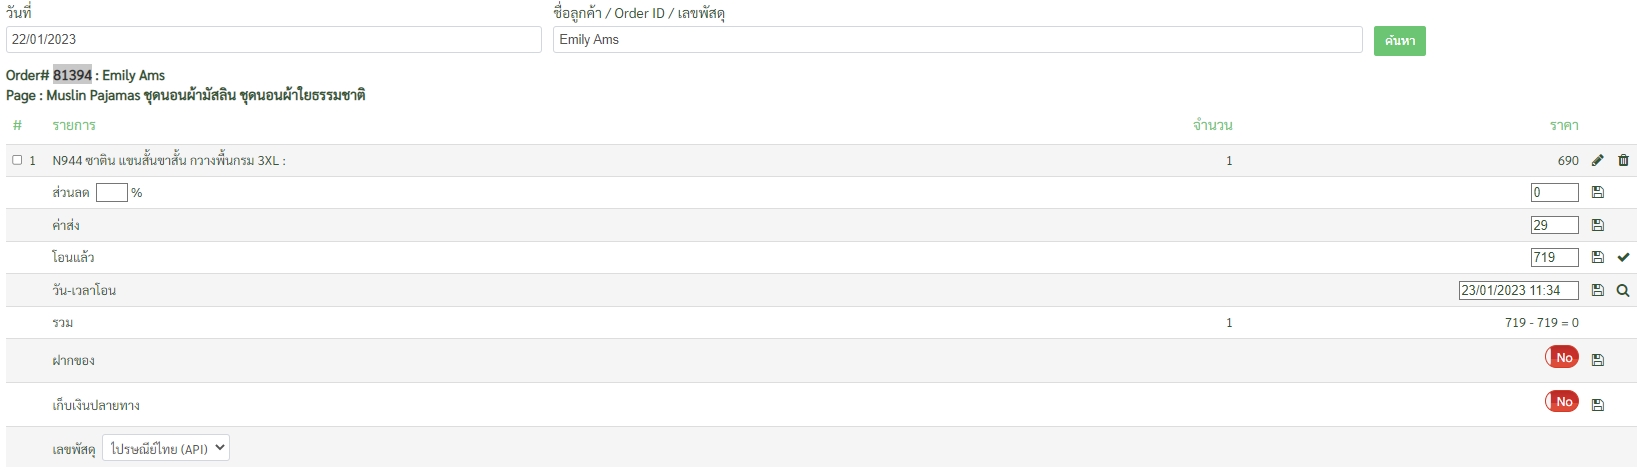 วันที่ ชื่อลูกค้า / Order ID / เลขพัสดุ
22/01/2023 Emily Ams ค้นหา
Order# 81394 : Emily Ams
Page : Muslin Pajamas ชุดนอนผ้ามัสลิน ชุดนอนผ้าใยธรรมชาติ
# รายการ จำนวน ราคา
1 N944 ซาติน แขนสั้นขาสั้น กวางพื้นกรม 3XL : 1 690
ส่วนลด % 0
ค่าส่ง 29
โอนแล้ว 719
วัน-เวลาโอน 23/01/2023 11:34
รวม 1 719 - 719 = 0
ฝากของ No
เก็บเงินปลายทาง No
เลขพัสดุ ไปรษณีย์ไทย (API)